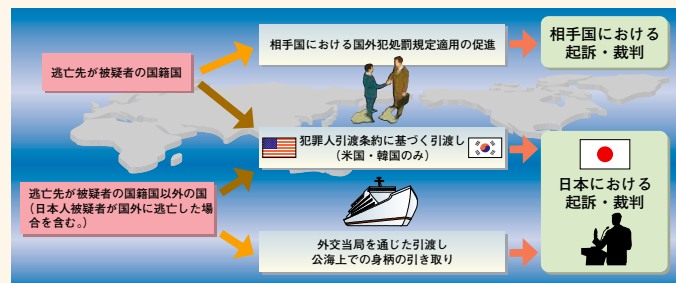 相手国における国外犯処罰規定適用の促進
相手国における
起訴・裁判
逃亡先が被疑者の国籍国
犯罪人引渡条約に基づく引渡し
（米国・韓国のみ）
日本における
起訴・裁判
逃亡先が被疑者の国籍国以外の国
（日本人被疑者が国外に逃亡した場
合を含む。）
外交当局を通じた引渡し
公海上での身柄の引き取り